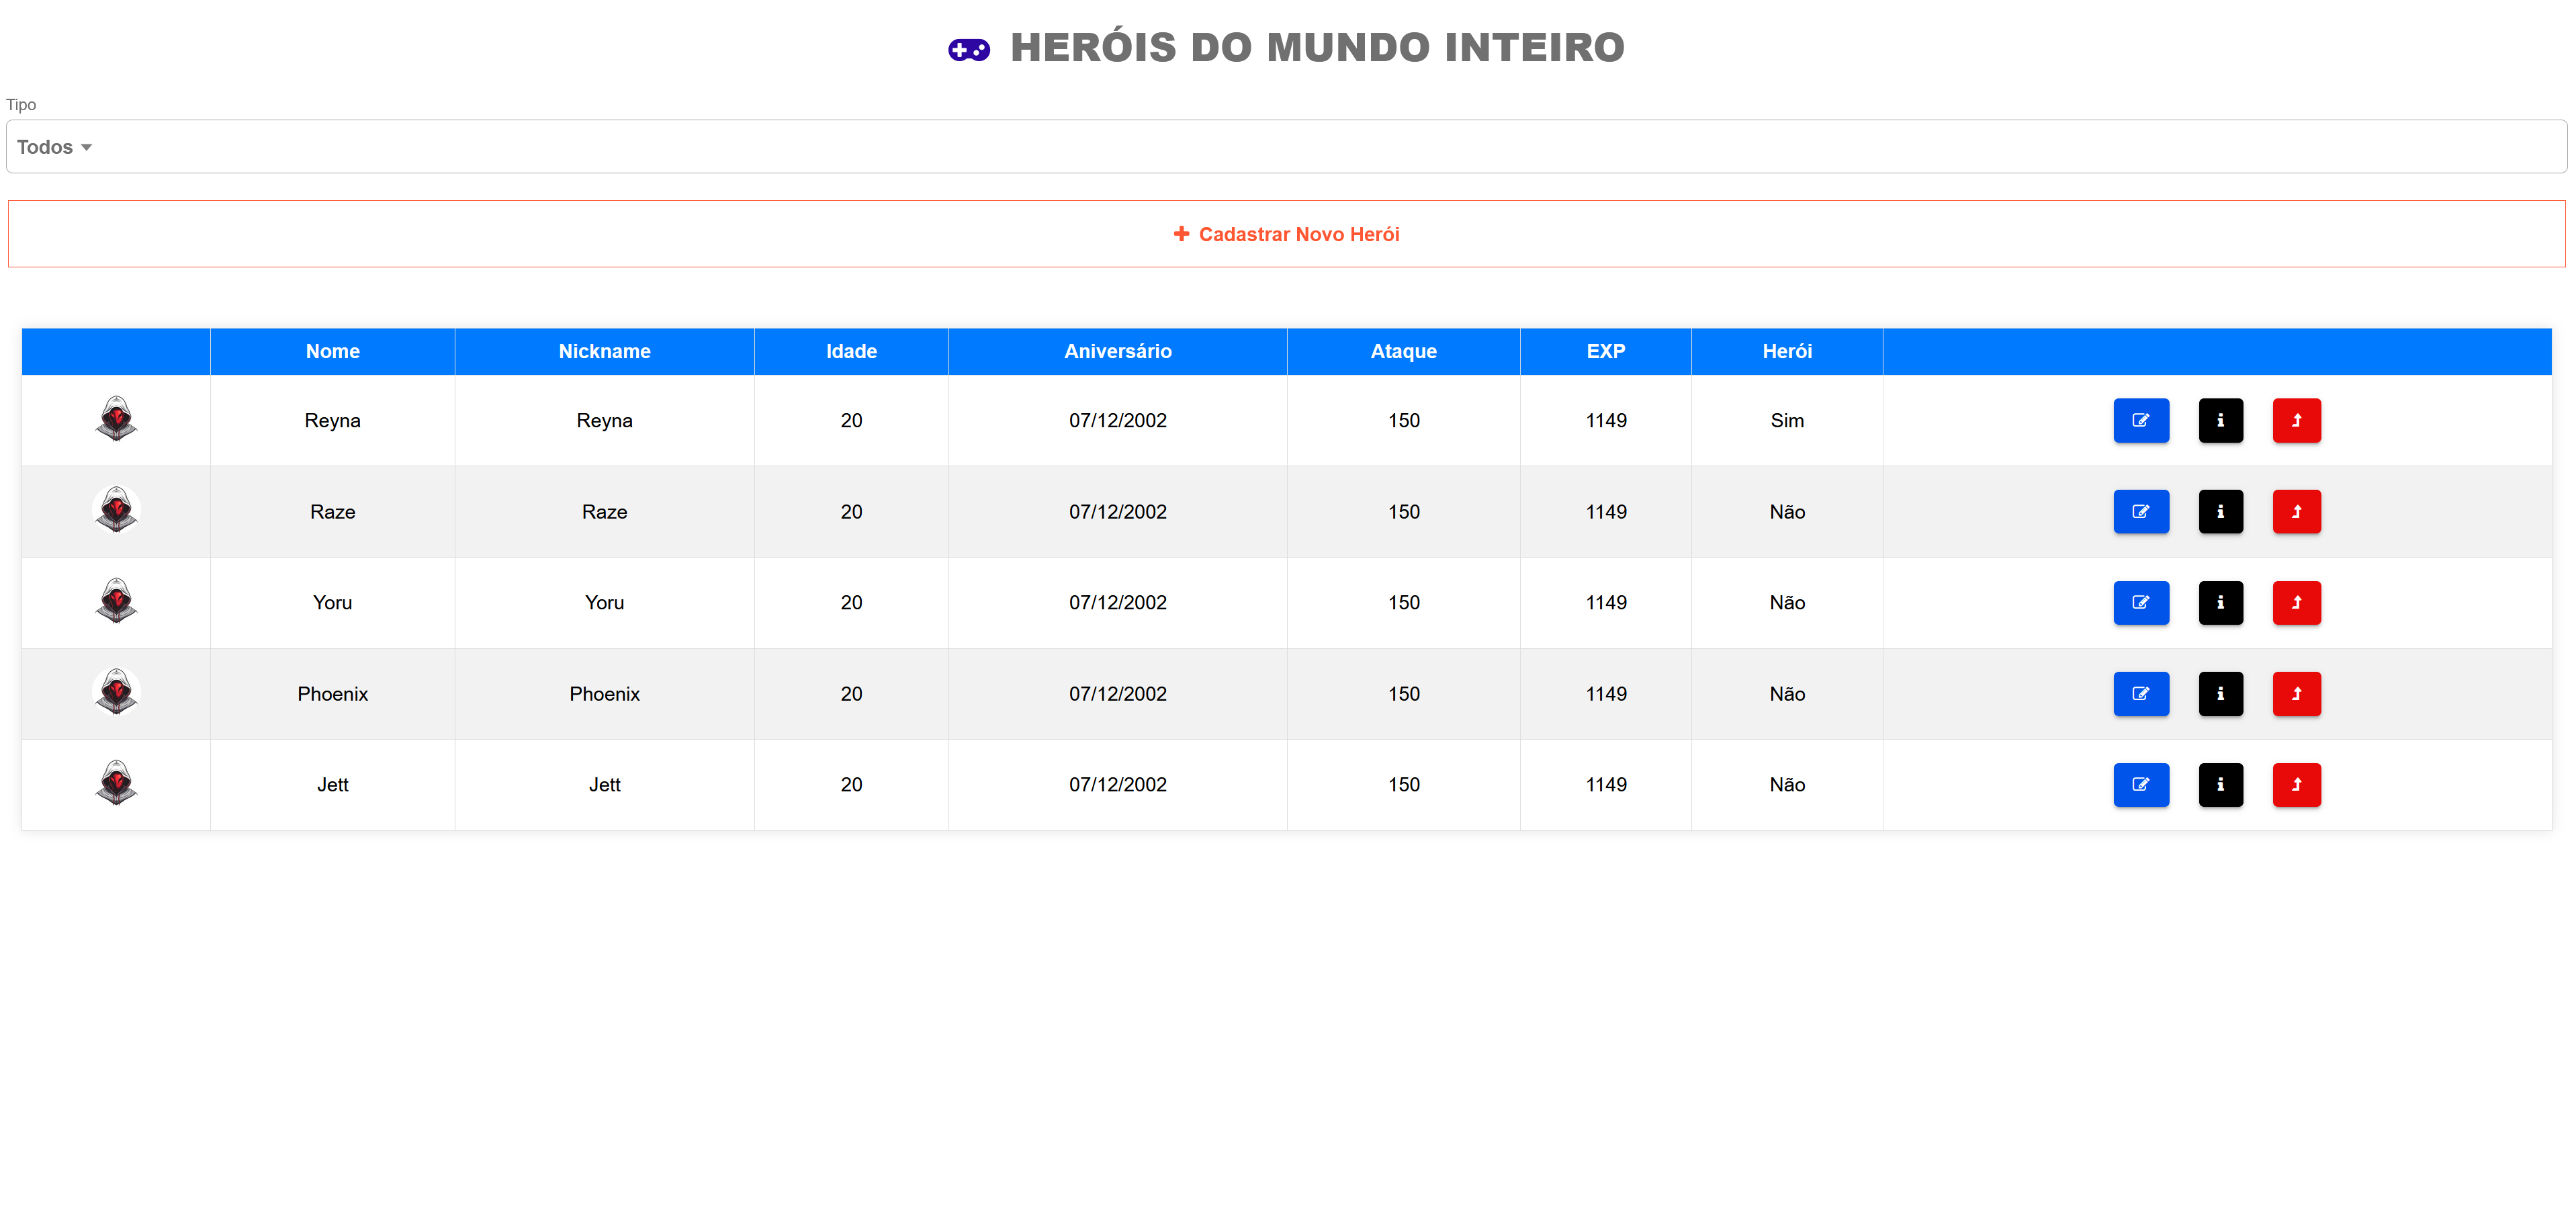 HERÓIS DO MUNDO INTEIRO
Tipo
Todos
Cadastrar Novo Herói
Nome Nickname Idade Aniversário Ataque EXP Herói
Reyna Reyna 20 07/12/2002 150 1149 Sim
Raze Raze 20 07/12/2002 150 1149 Não
Yoru Yoru 20 07/12/2002 150 1149 Não
Phoenix Phoenix 20 07/12/2002 150 1149 Não
Jett Jett 20 07/12/2002 150 1149 Não